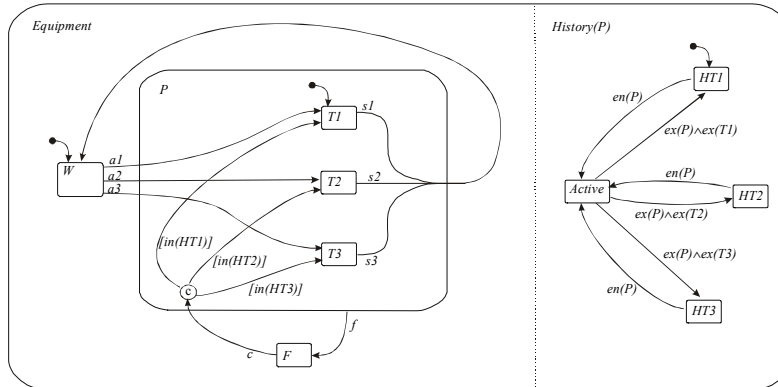 Equipment
History(P)
P
HT1
T1
s1
en(P)
ex(P)∧ex(T1)
W
a1
a2
a3
T2
s2
Active
en(P)
HT2
ex(P)∧ex(T2)
[in(HT1)]
[in(HT2)]
T3
s3
ex(P)∧ex(T3)
en(P)
c
[in(HT3)]
HT3
f
c
F